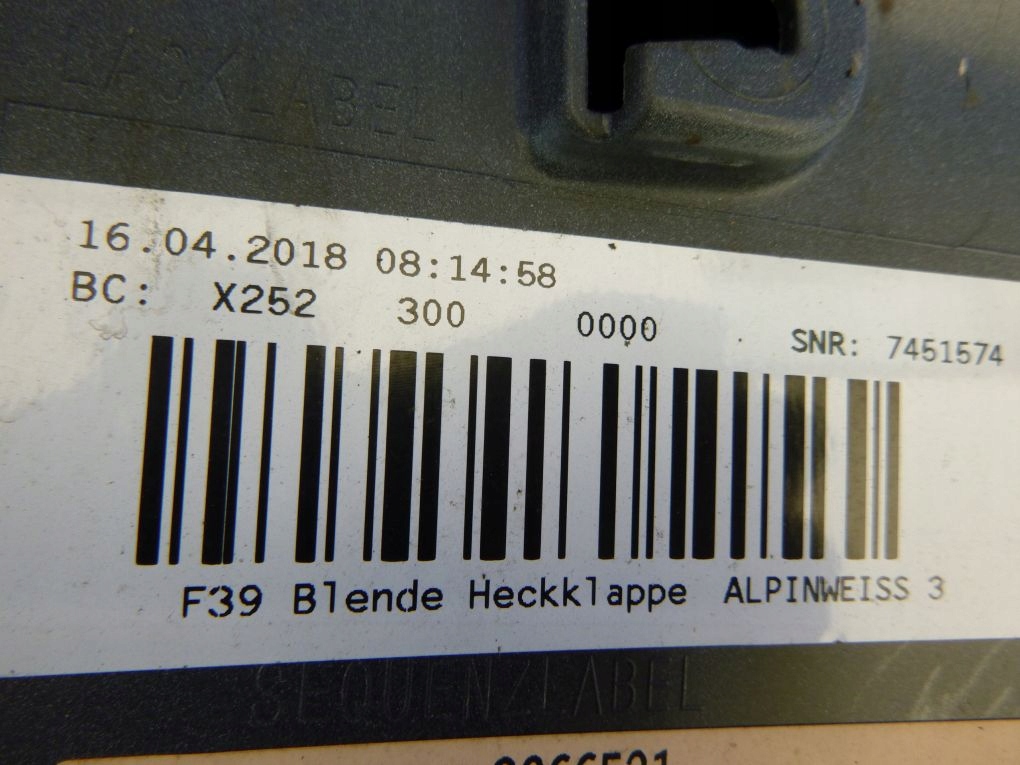 LACKLABEL
16.04.2018 08:14:58
BC: X252 300 0000 SNR: 7451574
F39 Blende Heckklappe ALPINWEISS 3
SEQUENZLABEL